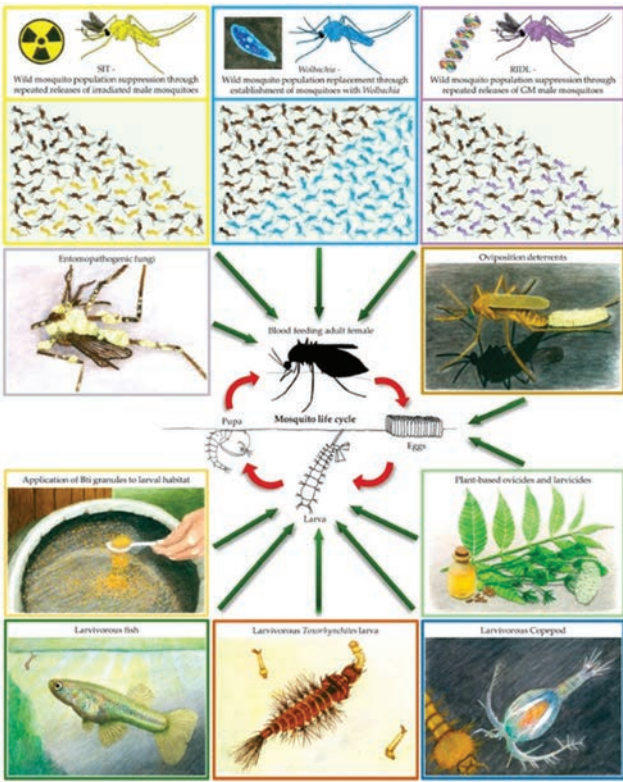 SIT -
Wild mosquito population suppression through
repeated releases of irradiated male mosquitoes
Wolbachia -
Wild mosquito population replacement through
establishment of mosquitoes with Wolbachia
RIDL -
Wild mosquito population suppression through
repeated releases of GM male mosquitoes
Entomopathogenic fungi
Oviposition deterrents
Blood feeding adult female
Pupa
Mosquito life cycle
Eggs
Larva
Application of Bti granules to larval habitat
Plant-based ovicides and larvicides
Larvivorous fish
Larvivorous Toxorhynchites larva
Larvivorous Copepod